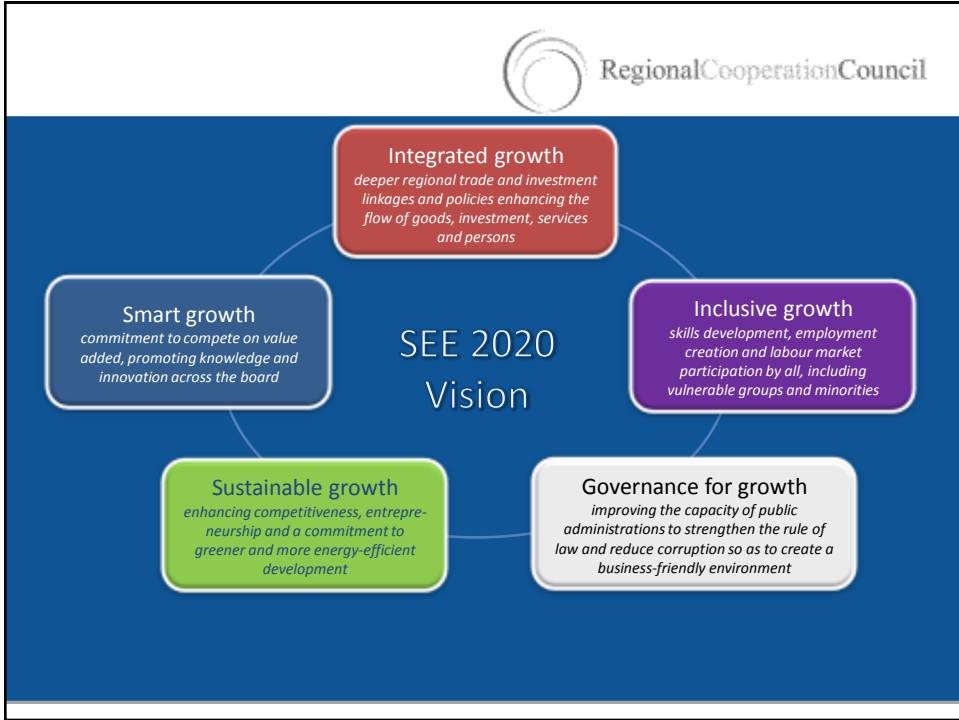 RegionalCooperationCouncil
Integrated growth
deeper regional trade and investment
linkages and policies enhancing the
flow of goods, investment, services
and persons
Smart growth
commitment to compete on value
added, promoting knowledge and
innovation across the board
SEE 2020
Vision
Inclusive growth
skills development, employment
creation and labour market
participation by all, including
vulnerable groups and minorities
Sustainable growth
enhancing competitiveness, entrepre-
neurship and a commitment to
greener and more energy-efficient
development
Governance for growth
improving the capacity of public
administrations to strengthen the rule of
law and reduce corruption so as to create a
business-friendly environment